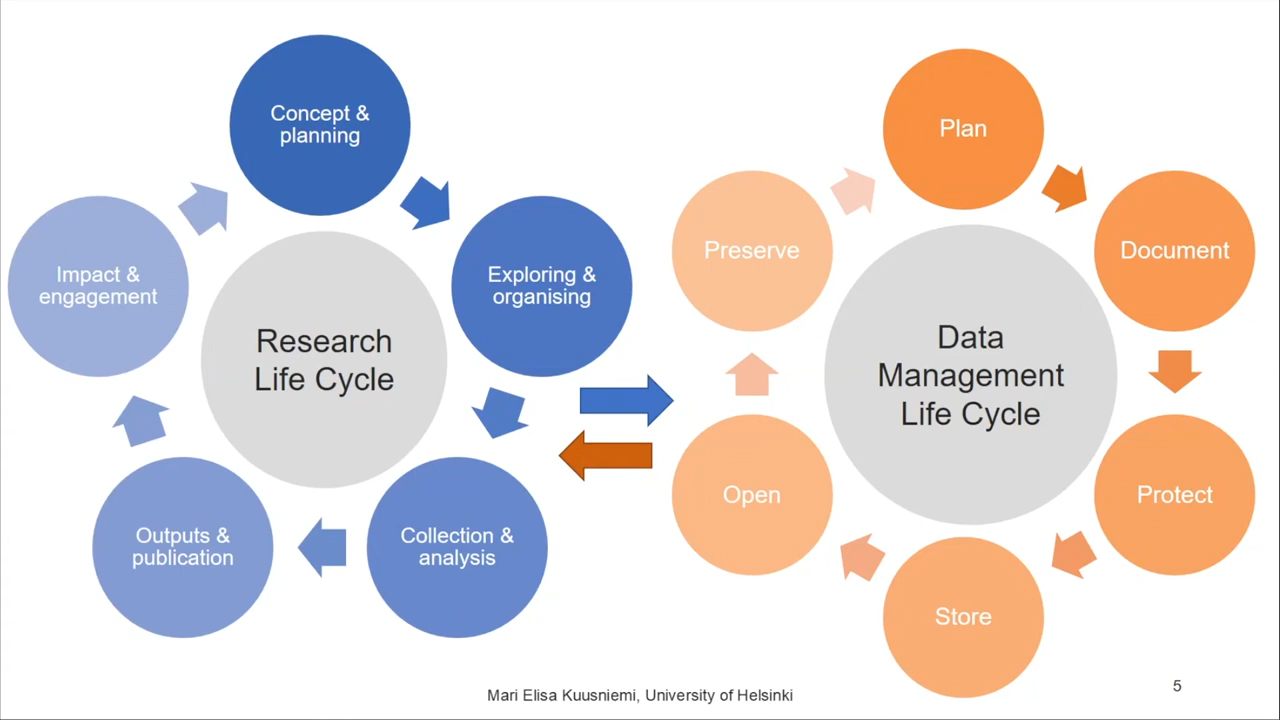 Concept &
planning
Exploring &
organising
Collection &
analysis
Outputs &
publication
Impact &
engagement
Research
Life Cycle
Plan
Document
Protect
Store
Open
Preserve
Data
Management
Life Cycle
Mari Elisa Kuusniemi, University of Helsinki
5